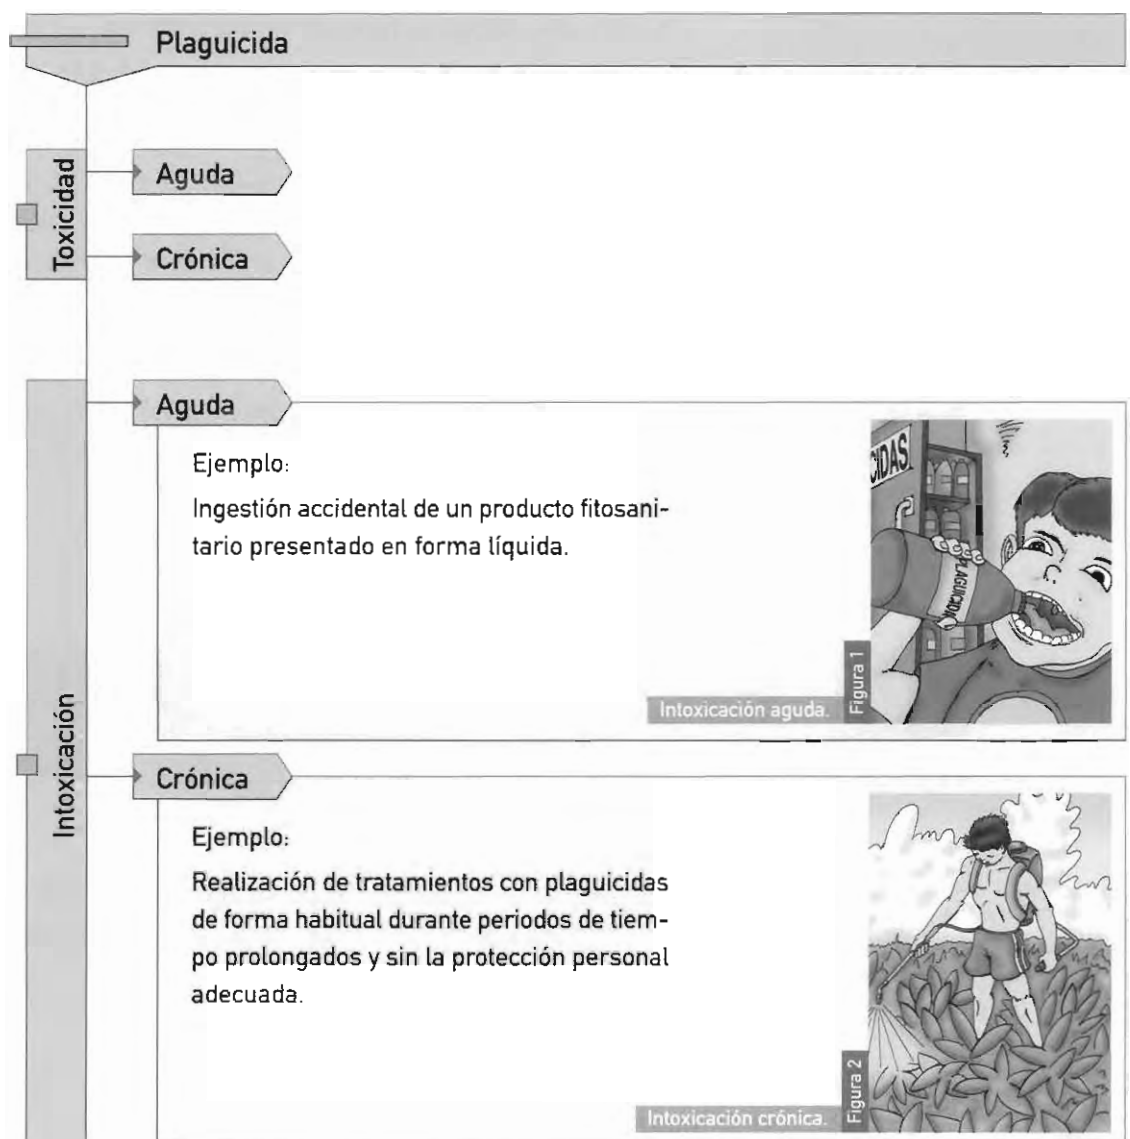 Plaguicida
Toxicidad
Aguda
Crónica
Intoxicación
Aguda
Ejemplo:
Ingestión accidental de un producto fitosani-
tario presentado en forma líquida.
CIDAS
PLAGUICIDA
Figura 1
Intoxicación aguda.
Crónica
Ejemplo:
Realización de tratamientos con plaguicidas
de forma habitual durante periodos de tiem-
po prolongados y sin la protección personal
adecuada.
Figura 2
Intoxicación crónica.